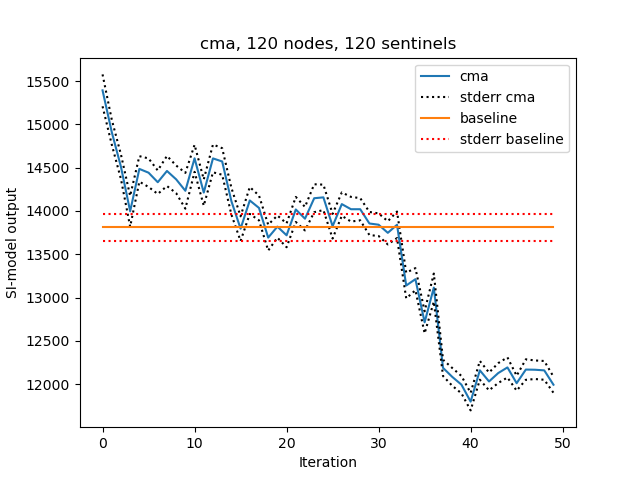 cma, 120 nodes, 120 sentinels
cma
stderr cma
baseline
stderr baseline
15500
15000
14500
14000
13500
13000
12500
12000
SI-model output
0 10 20 30 40 50
Iteration